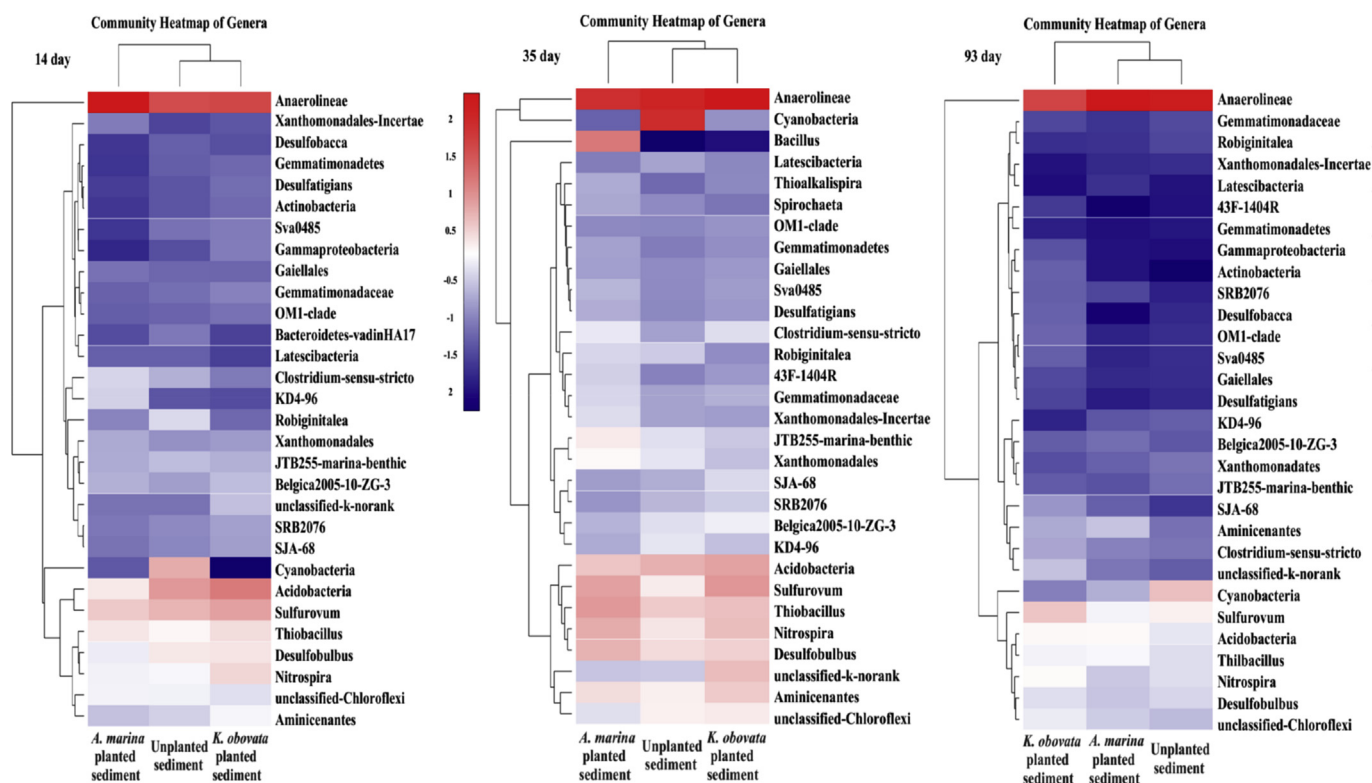 Community Heatmap of Genera
14 day
Anaerolineae
Xanthomonadales-Incertae
Desulfobacca
Gemmatimonadetes
Desulfatigians
Actinobacteria
Sva0485
Gammaproteobacteria
Gaiellales
Gemmatimonadaceae
OM1-clade
Bacteroidetes-vadinHA17
Latescibacteria
Clostridium-sensu-stricto
KD4-96
Robiginitalea
Xanthomonadales
JTB255-marina-benthic
Belgica2005-10-ZG-3
unclassified-k-norank
SRB2076
SJA-68
Cyanobacteria
Acidobacteria
Sulfurovum
Thiobacillus
Desulfobulbus
Nitrospira
unclassified-Chloroflexi
Aminicenantes
A. marina
planted
sediment
Unplanted
sediment
K. obovata
planted
sediment
2
1.5
1
0.5
-0.5
-1
-1.5
2
Community Heatmap of Genera
35 day
Anaerolineae
Cyanobacteria
Bacillus
Latescibacteria
Thioalkalispira
Spirochaeta
OM1-clade
Gemmatimonadetes
Gaiellales
Sva0485
Desulfatigians
Clostridium-sensu-stricto
Robiginitalea
43F-1404R
Gemmatimonadaceae
Xanthomonadales-Incertae
JTB255-marina-benthic
Xanthomonadales
SJA-68
SRB2076
Belgica2005-10-ZG-3
KD4-96
Acidobacteria
Sulfurovum
Thiobacillus
Nitrospira
Desulfobulbus
unclassified-k-norank
Aminicenantes
unclassified-Chloroflexi
A. marina
planted
sediment
Unplanted
sediment
K. obovata
planted
sediment
Community Heatmap of Genera
93 day
Anaerolineae
Gemmatimonadaceae
Robiginitalea
Xanthomonadales-Incertae
Latescibacteria
43F-1404R
Gemmatimonadetes
Gammaproteobacteria
Actinobacteria
SRB2076
Desulfobacca
OM1-clade
Sva0485
Gaiellales
Desulfatigians
KD4-96
Belgica2005-10-ZG-3
Xanthomonadates
JTB255-marina-benthic
SJA-68
Aminicenantes
Clostridium-sensu-stricto
unclassified-k-norank
Cyanobacteria
Sulfurovum
Acidobacteria
Thilbacillus
Nitrospira
Desulfobulbus
unclassified-Chloroflexi
K. obovata
planted
sediment
A. marina
planted
sediment
Unplanted
sediment